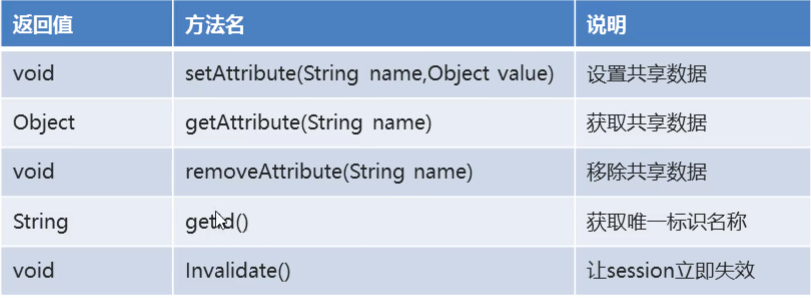 返回值 方法名 说明
void setAttribute(String name,Object value) 设置共享数据
Object getAttribute(String name) 获取共享数据
void removeAttribute(String name) 移除共享数据
String getId() 获取唯一标识名称
void Invalidate() 让session立即失效